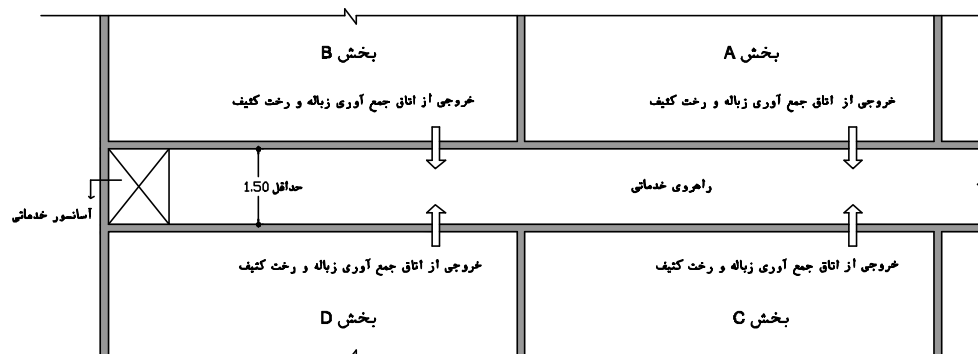 بخش A
بخش B
خروجی از اتاق جمع آوری زباله و رخت کثیف
خروجی از اتاق جمع آوری زباله و رخت کثیف
راهروی خدماتی
حداقل 1.50
آسانسور خدماتی
خروجی از اتاق جمع آوری زباله و رخت کثیف
خروجی از اتاق جمع آوری زباله و رخت کثیف
بخش C
بخش D